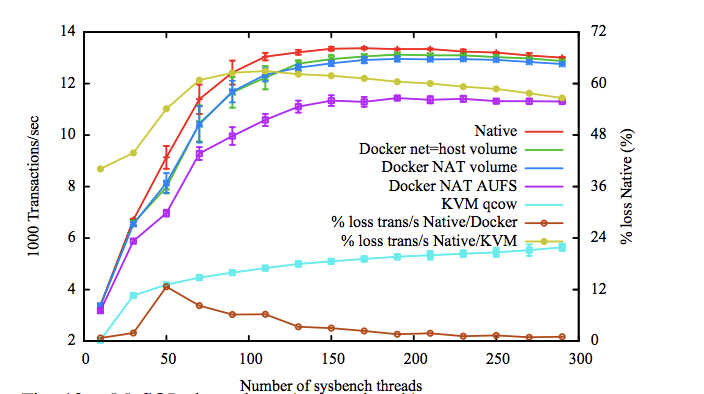 14
12
10
8
6
4
2
1000 Transactions/sec
72
60
48
36
24
12
0
% loss Native (%)
Native
Docker net=host volume
Docker NAT volume
Docker NAT AUFS
KVM qcow
% loss trans/s Native/Docker
% loss trans/s Native/KVM
0 50 100 150 200 250 300
Number of sysbench threads